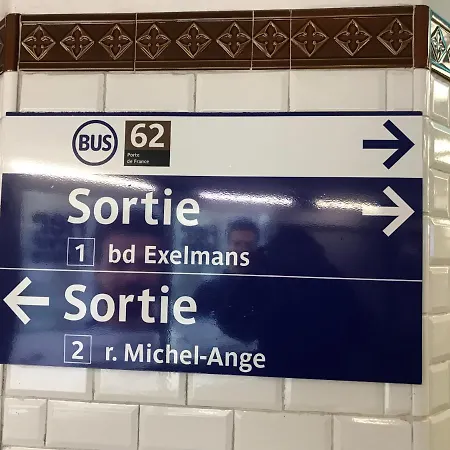 BUS 62
Porte
de France
Sortie
1 bd Exelmans
Sortie
2 r. Michel-Ange